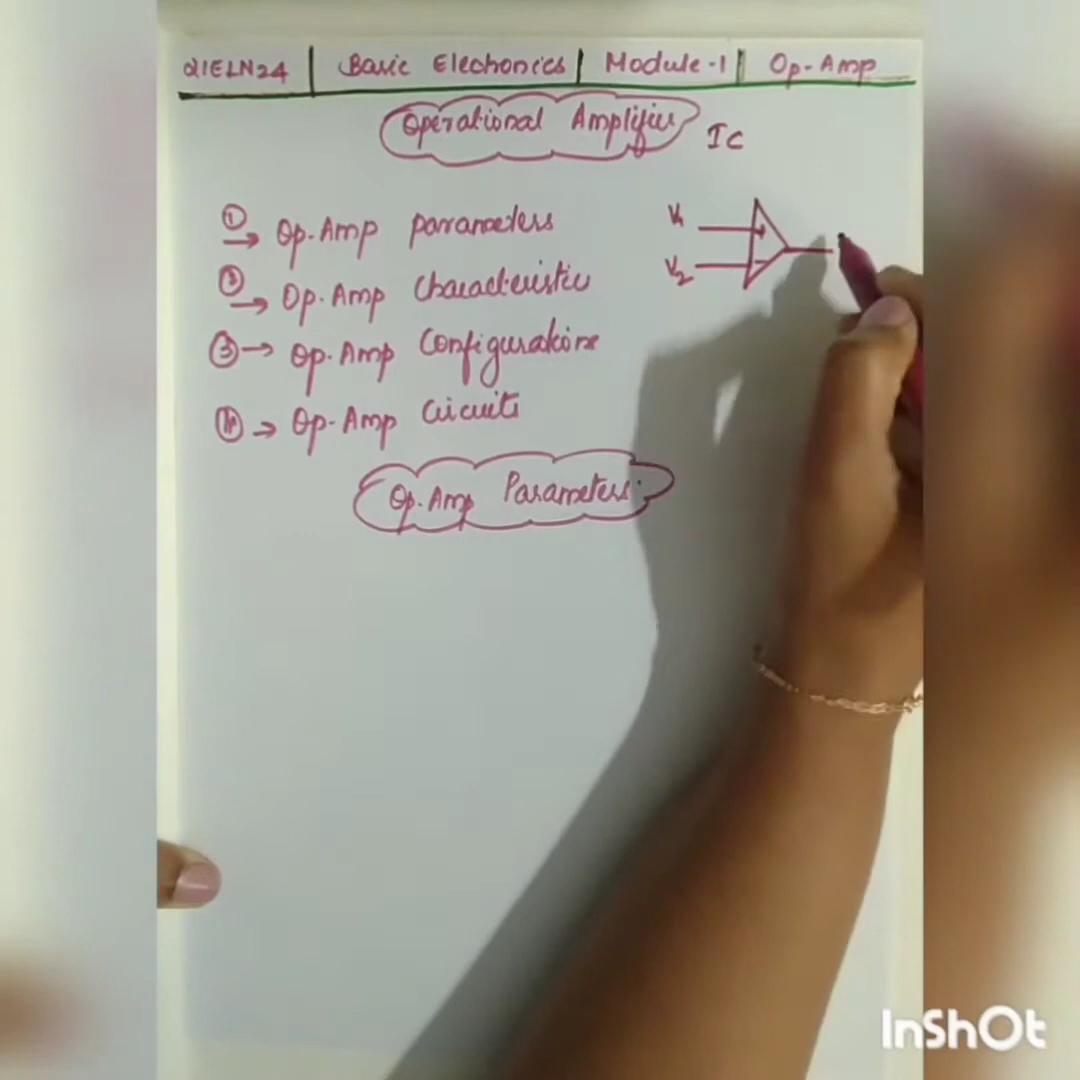 21ELN24 | Basic Electronics | Module-1 | Op-Amp
Operational Amplifier IC
① → Op-Amp parameters
② → Op-Amp Characteristic
③ → Op-Amp Configurations
④ → Op-Amp Circuits
V1 +
V2 -
Op-Amp Parameters.
InShOt